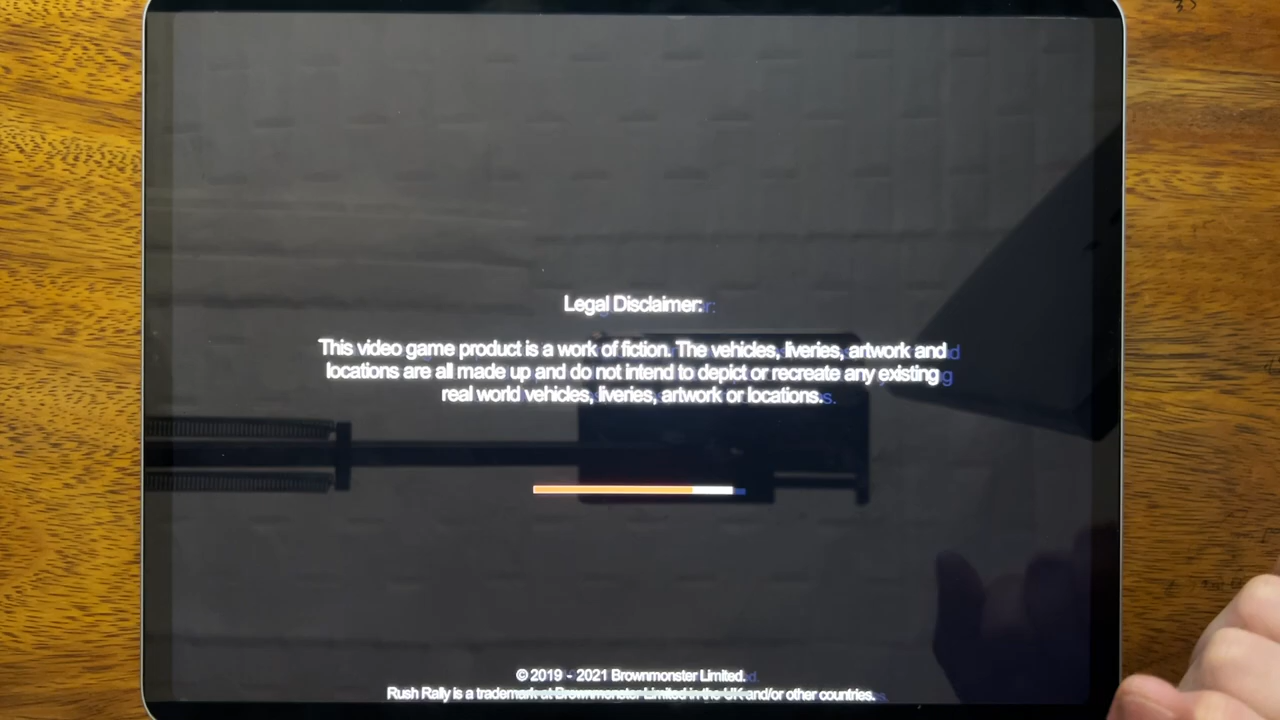 Legal Disclaimer:
This video game product is a work of fiction. The vehicles, liveries, artwork and
locations are all made up and do not intend to depict or recreate any existing
real world vehicles, liveries, artwork or locations.
© 2019 - 2021 Brownmonster Limited.
Rush Rally is a trademark at Brownmonster Limited in the UK and/or other countries.